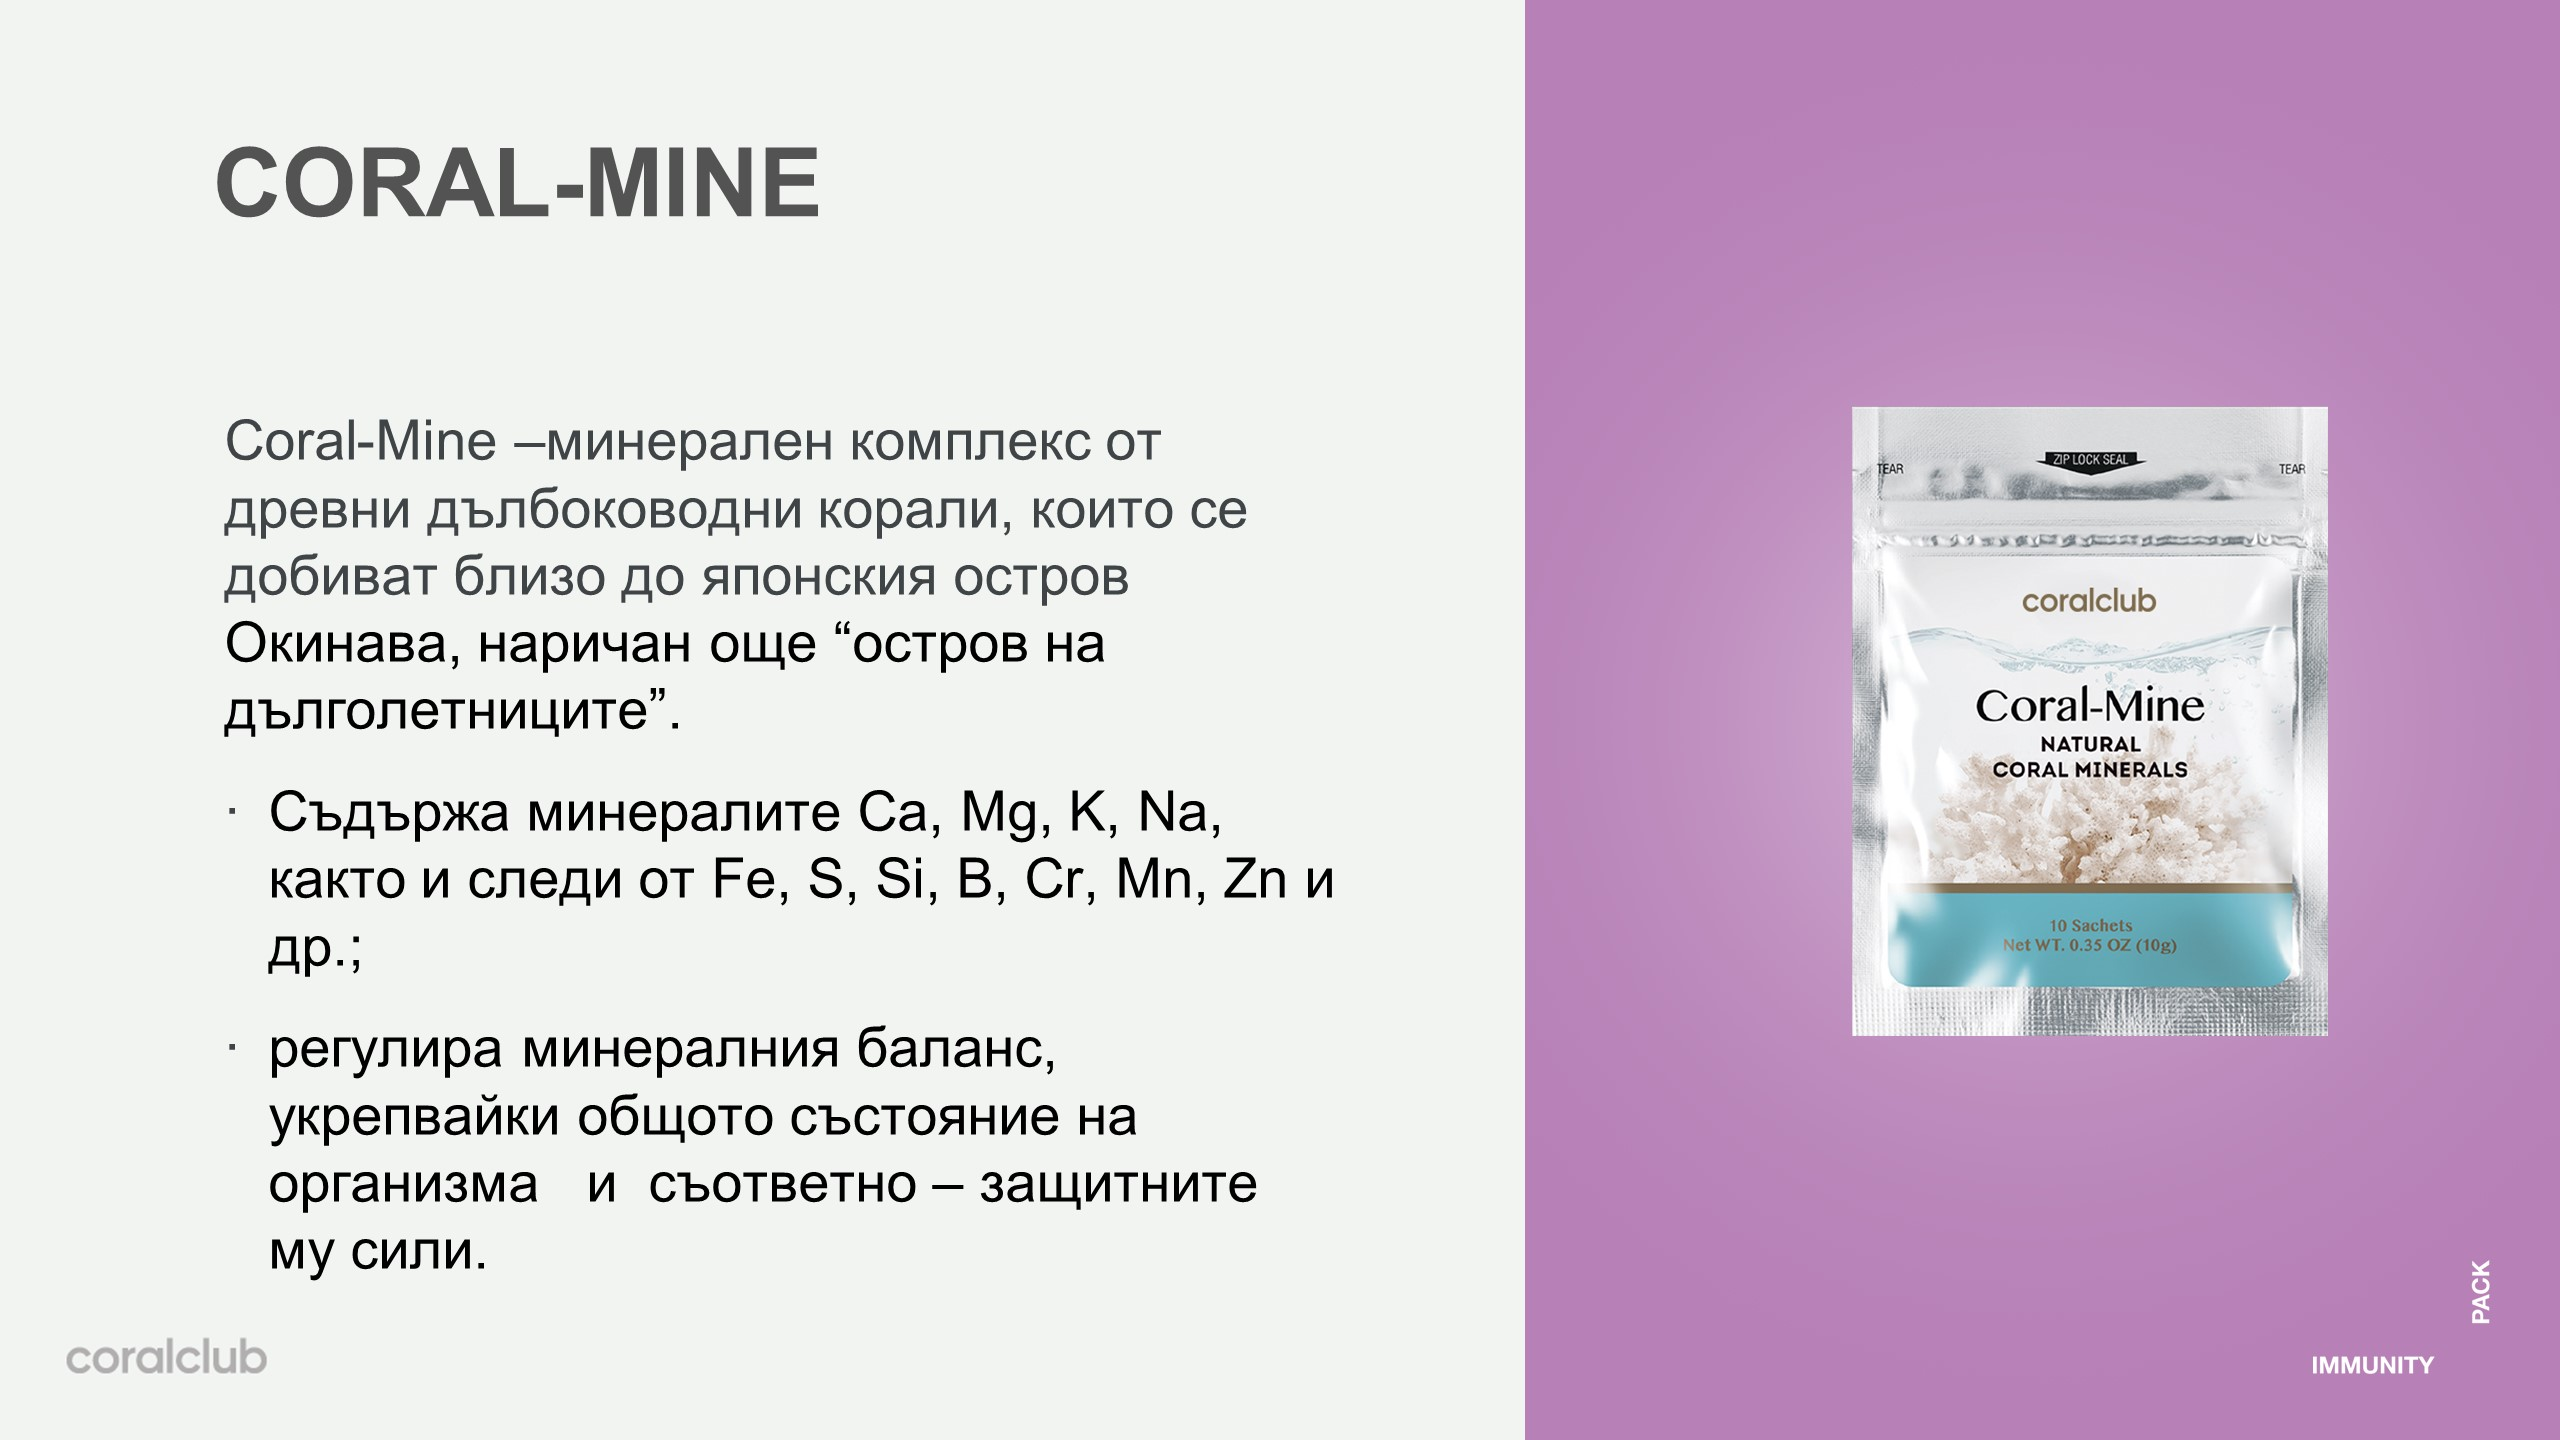 CORAL-MINE
Coral-Mine –минерален комплекс от
древни дълбоководни корали, които се
добиват близо до японския остров
Окинава, наричан още “остров на
дълголетниците”.
· Съдържа минералите Ca, Mg, K, Na,
както и следи от Fe, S, Si, B, Cr, Mn, Zn и
др.;
· регулира минералния баланс,
укрепвайки общото състояние на
организма   и  съответно – защитните
му сили.
coralclub
ZIP LOCK SEAL
TEAR
TEAR
coralclub
Coral-Mine
NATURAL
CORAL MINERALS
10 Sachets
Net WT. 0.35 OZ (10g)
PACK
IMMUNITY